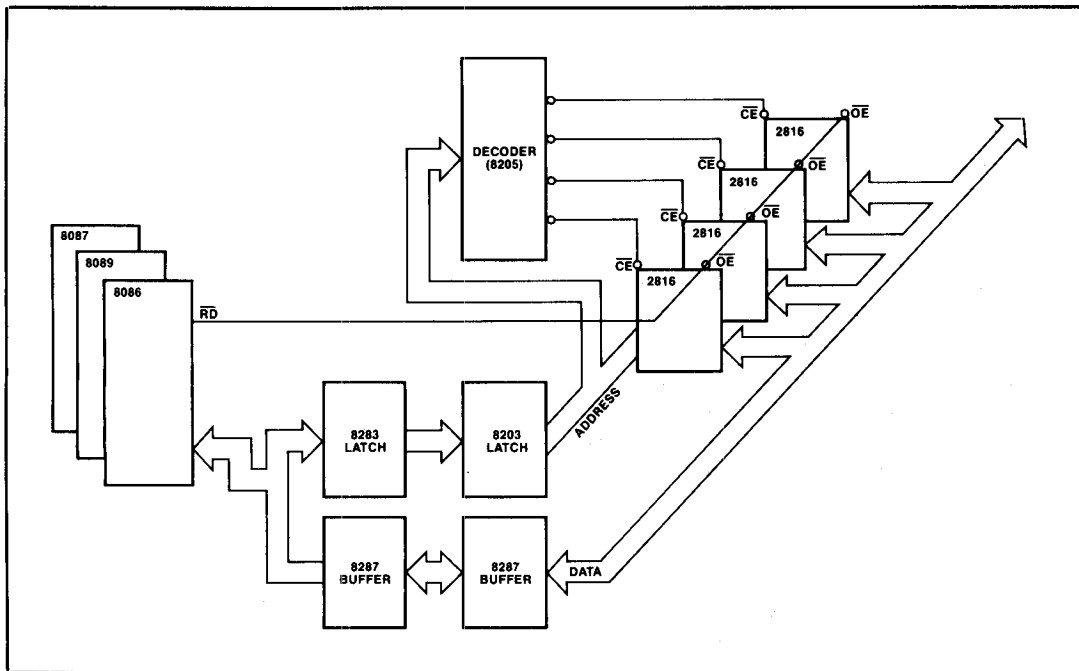 DECODER
(8205)
CE
OE
2816
CE
OE
2816
CE
OE
2816
CE
OE
2816
8087
8089
8086
RD
ADDRESS
8283
LATCH
8203
LATCH
8287
BUFFER
8287
BUFFER
DATA